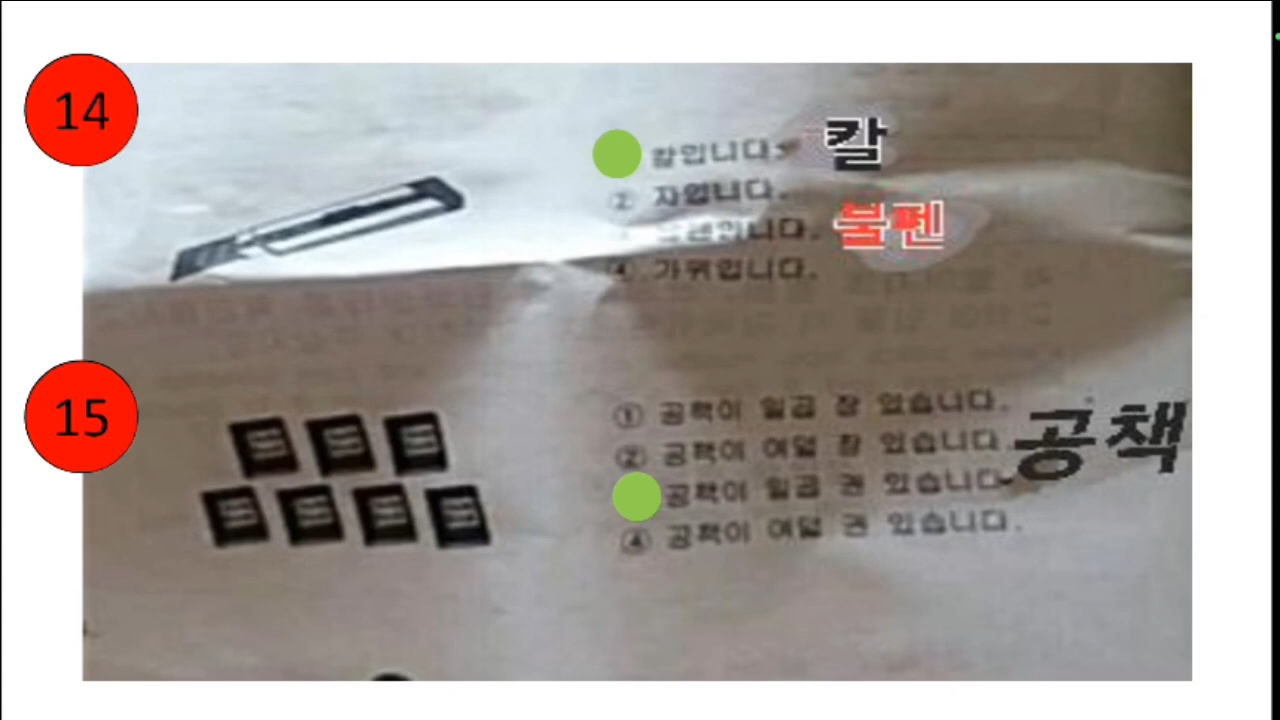 14
칼입니다. 칼
② 자입니다.
불펜
④ 가위입니다.
15
① 공책이 일곱 장 있습니다.
② 공책이 여덟 장 있습니다. 공책
공책이 일곱 권 있습니다
④ 공책이 여덟 권 있습니다.